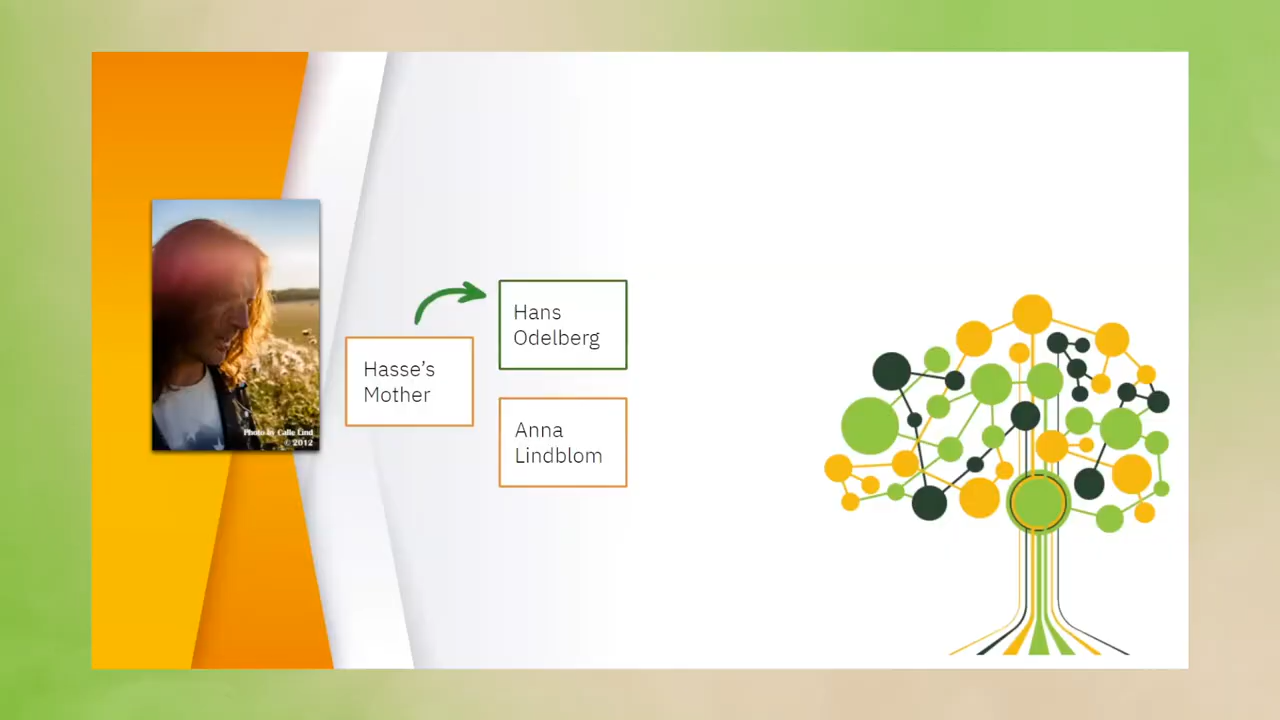 Photo by Calle Lind
© 2012
Hasse's
Mother
Hans
Odelberg
Anna
Lindblom